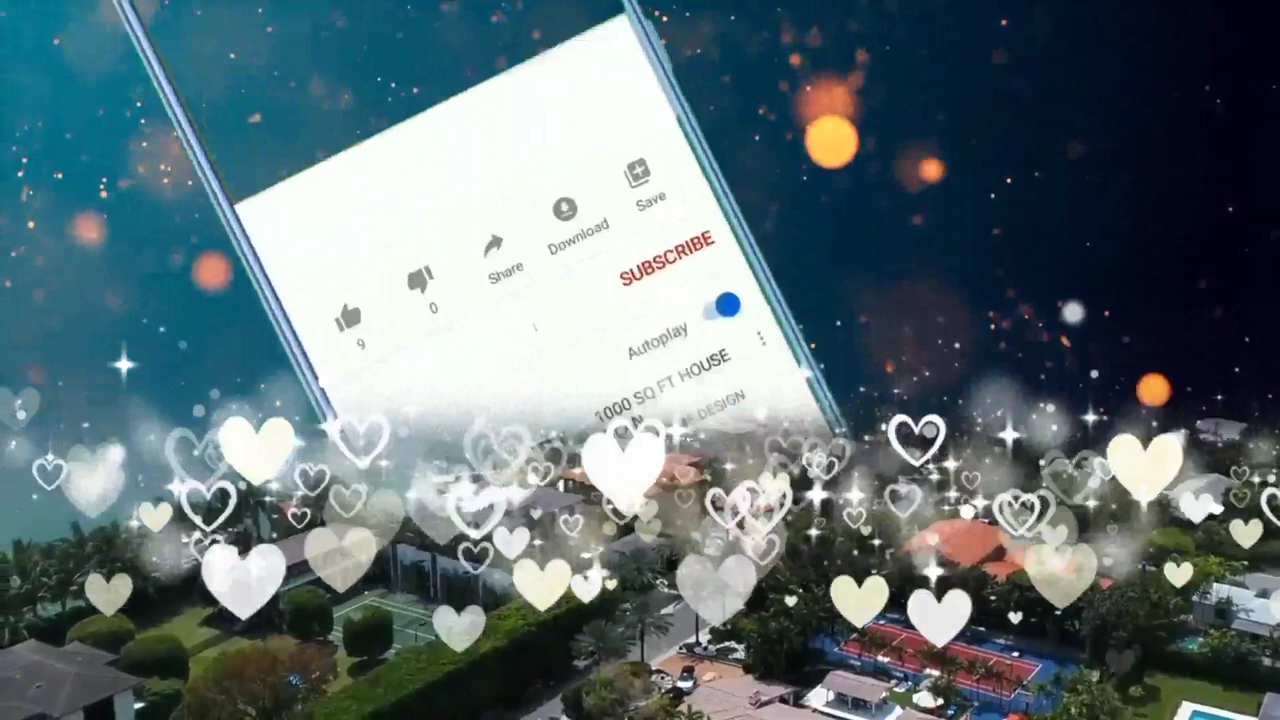 9
0
Share
Download
Save
SUBSCRIBE
Autoplay
1000 SQ FT HOUSE
DESIGN